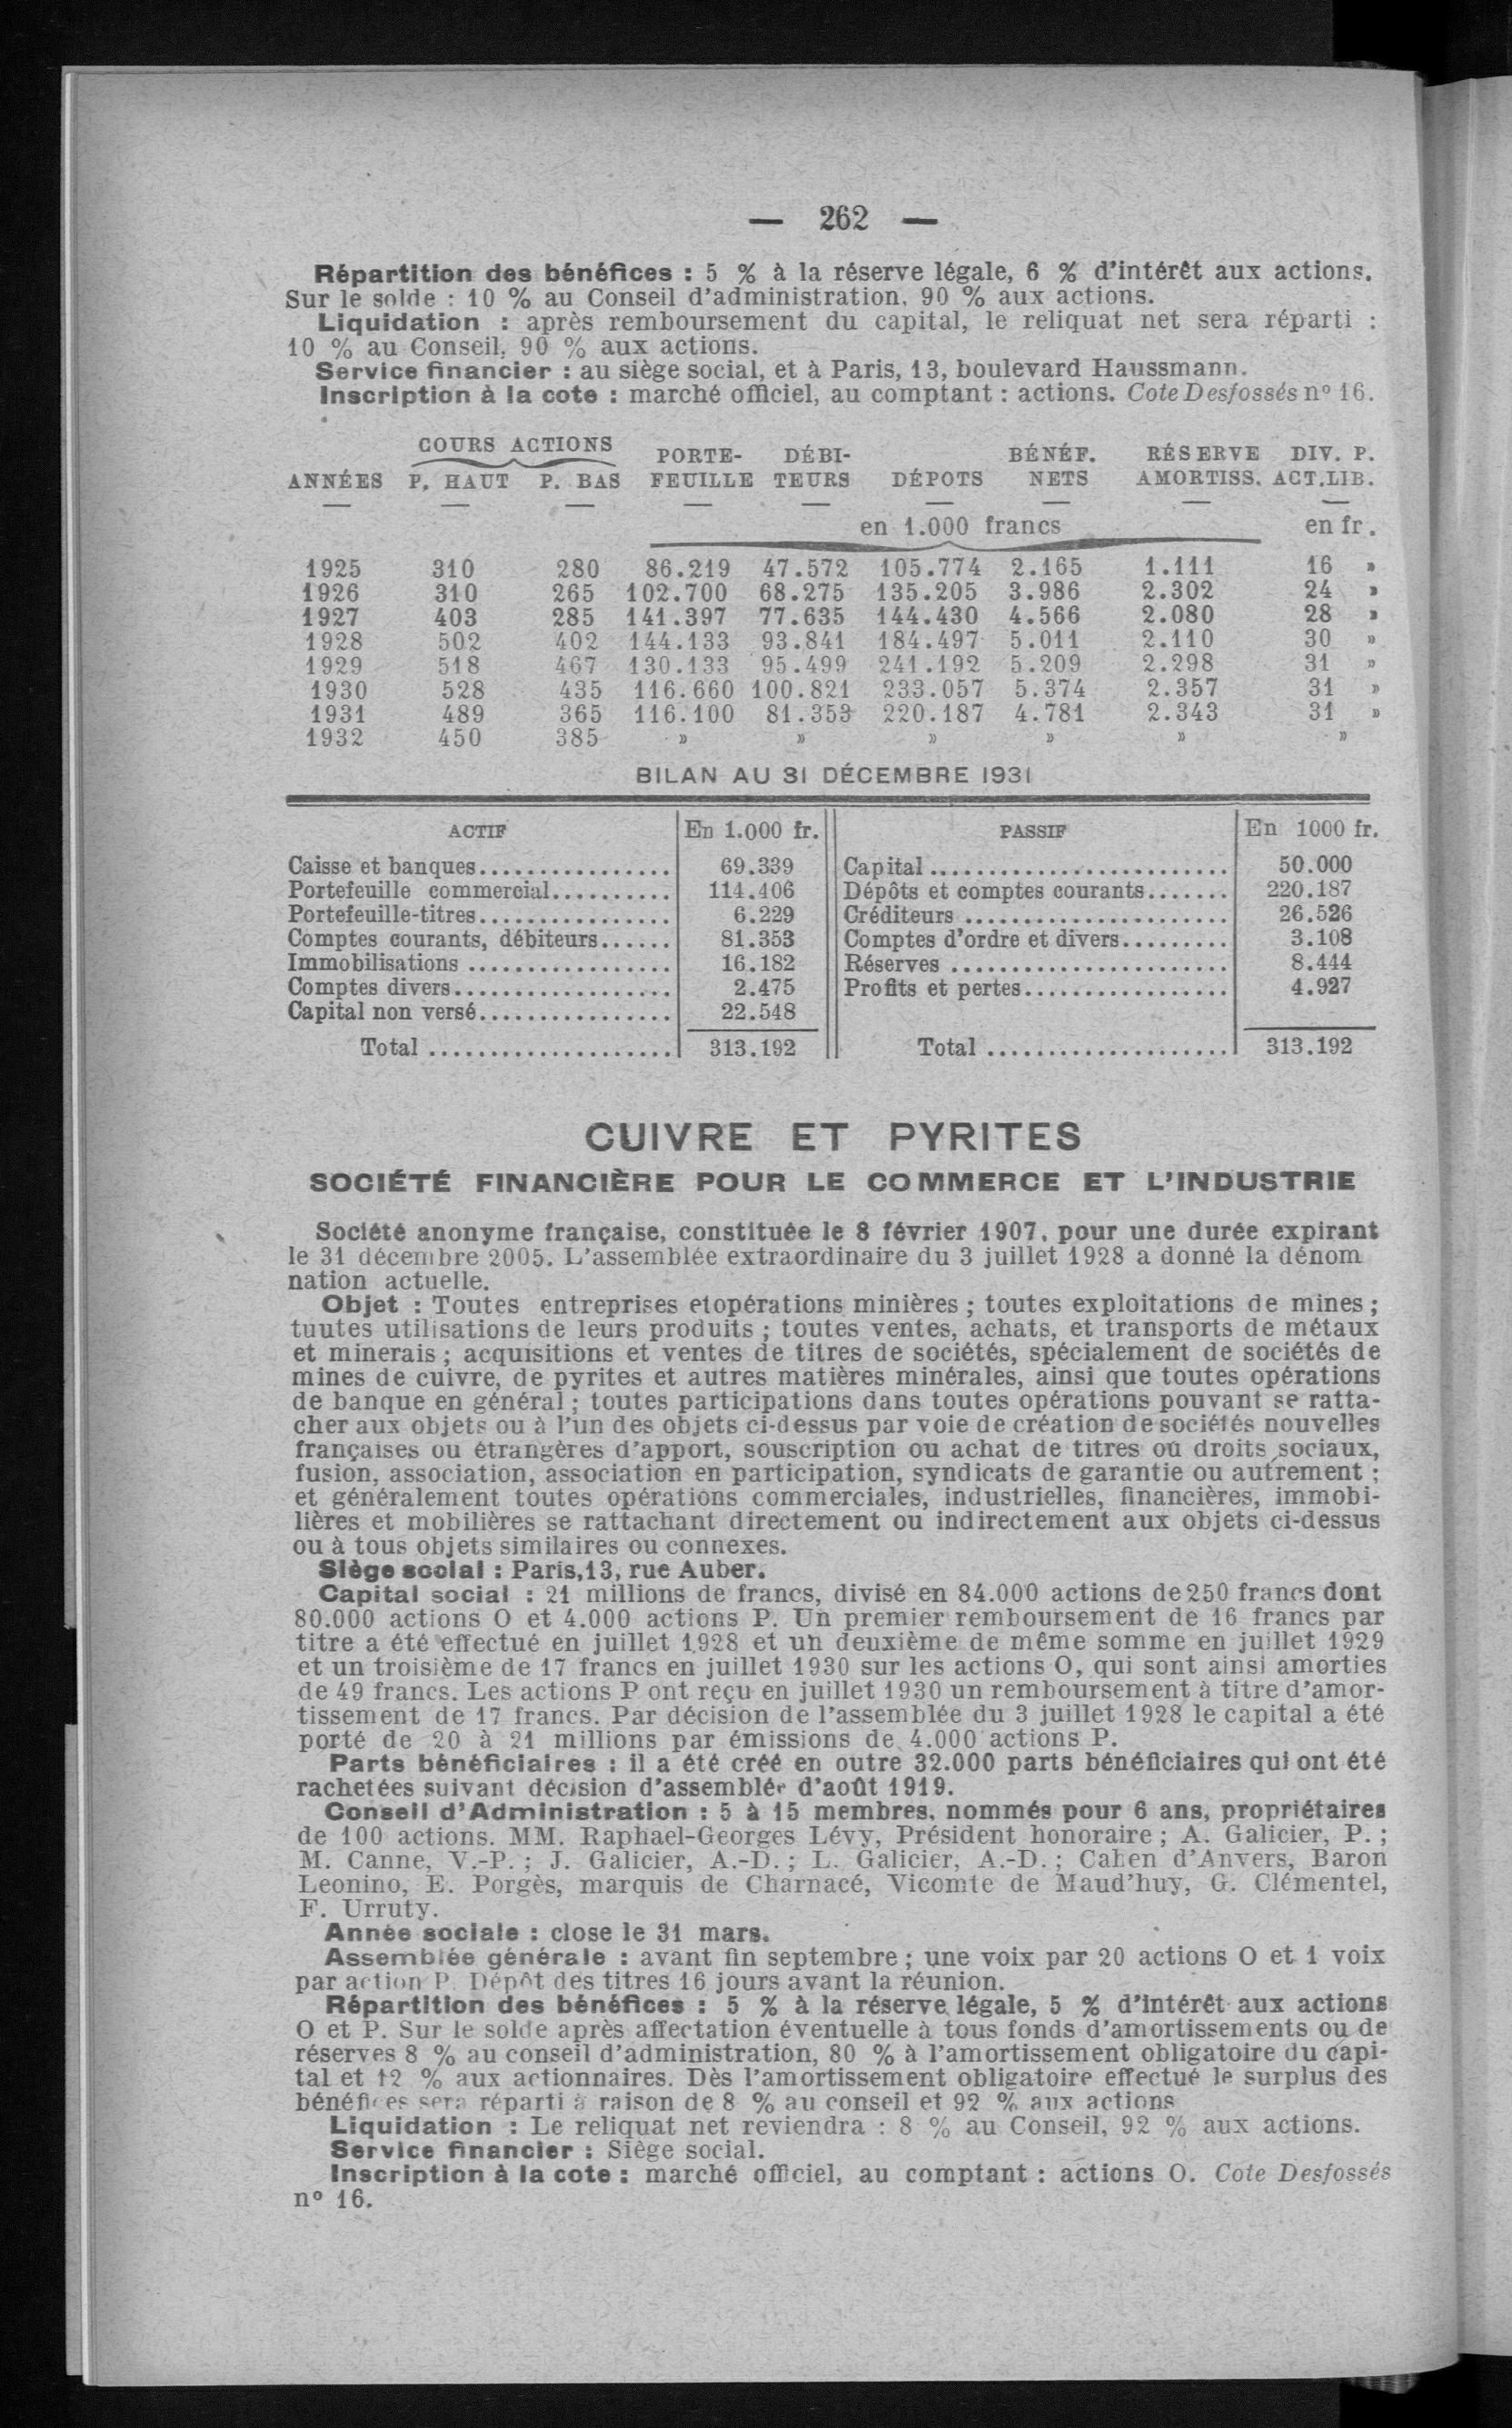 — 262 —
Répartition des bénéfices : 5 % à la réserve légale, 6 % d'intérêt aux actions.
Sur le solde : 10 % au Conseil d'administration, 90 % aux actions.
Liquidation : après remboursement du capital, le reliquat net sera réparti :
10 % au Conseil, 90 % aux actions.
Service financier : au siège social, et à Paris, 13, boulevard Haussmann.
Inscription à la cote : marché officiel, au comptant : actions. Cote Desfossés nº 16.
COURS ACTIONS PORTE- DÉBI- BÉNÉF. RÉSERVE DIV. P.
ANNÉES P. HAUT P. BAS FEUILLE TEURS DÉPOTS NETS AMORTISS. ACT.LIB.
— — — — — — — — —
en 1.000 francs en fr.
1925 310 280 86.219 47.572 105.774 2.165 1.111 16 »
1926 310 265 102.700 68.275 135.205 3.986 2.302 24 »
1927 403 285 141.397 77.635 144.430 4.566 2.080 28 »
1928 502 402 144.133 93.841 184.497 5.011 2.110 30 »
1929 518 467 130.133 95.499 241.192 5.209 2.298 31 »
1930 528 435 116.660 100.821 233.057 5.374 2.357 31 »
1931 489 365 116.100 81.353 220.187 4.781 2.343 31 »
1932 450 385 » » » » » »
BILAN AU 31 DÉCEMBRE 1931
ACTIF En 1.000 fr. PASSIF En 1000 fr.
Caisse et banques................ 69.339 Capital ......................... 50.000
Portefeuille commercial.......... 114.406 Dépôts et comptes courants....... 220.187
Portefeuille-titres................ 6.229 Créditeurs ...................... 26.526
Comptes courants, débiteurs...... 81.353 Comptes d'ordre et divers......... 3.108
Immobilisations ................. 16.182 Réserves ....................... 8.444
Comptes divers.................. 2.475 Profits et pertes................. 4.927
Capital non versé................ 22.548
Total .................... 313.192 Total .................... 313.192
CUIVRE ET PYRITES
SOCIÉTÉ FINANCIÈRE POUR LE COMMERCE ET L'INDUSTRIE
Société anonyme française, constituée le 8 février 1907, pour une durée expirant
le 31 décembre 2005. L'assemblée extraordinaire du 3 juillet 1928 a donné la dénom
nation actuelle.
Objet : Toutes entreprises etopérations minières ; toutes exploitations de mines ;
tuutes utilisations de leurs produits ; toutes ventes, achats, et transports de métaux
et minerais ; acquisitions et ventes de titres de sociétés, spécialement de sociétés de
mines de cuivre, de pyrites et autres matières minérales, ainsi que toutes opérations
de banque en général ; toutes participations dans toutes opérations pouvant se ratta-
cher aux objets ou à l'un des objets ci-dessus par voie de création de sociétés nouvelles
françaises ou étrangères d'apport, souscription ou achat de titres ou droits sociaux,
fusion, association, association en participation, syndicats de garantie ou autrement ;
et généralement toutes opérations commerciales, industrielles, financières, immobi-
lières et mobilières se rattachant directement ou indirectement aux objets ci-dessus
ou à tous objets similaires ou connexes.
Siège social : Paris,13, rue Auber.
Capital social : 21 millions de francs, divisé en 84.000 actions de 250 francs dont
80.000 actions O et 4.000 actions P. Un premier remboursement de 16 francs par
titre a été effectué en juillet 1928 et un deuxième de même somme en juillet 1929
et un troisième de 17 francs en juillet 1930 sur les actions O, qui sont ainsi amorties
de 49 francs. Les actions P ont reçu en juillet 1930 un remboursement à titre d'amor-
tissement de 17 francs. Par décision de l'assemblée du 3 juillet 1928 le capital a été
porté de 20 à 21 millions par émissions de 4.000 actions P.
Parts bénéficiaires : il a été créé en outre 32.000 parts bénéficiaires qui ont été
rachetées suivant décision d'assemblée d'août 1919.
Conseil d'Administration : 5 à 15 membres, nommés pour 6 ans, propriétaires
de 100 actions. MM. Raphael-Georges Lévy, Président honoraire ; A. Galicier, P. ;
M. Canne, V.-P. ; J. Galicier, A.-D. ; L. Galicier, A.-D. ; Cahen d'Anvers, Baron
Leonino, E. Porgès, marquis de Charnacé, Vicomte de Maud'huy, G. Clémentel,
F. Urruty.
Année sociale : close le 31 mars.
Assemblée générale : avant fin septembre ; une voix par 20 actions O et 1 voix
par action P. Dépôt des titres 16 jours avant la réunion.
Répartition des bénéfices : 5 % à la réserve légale, 5 % d'intérêt aux actions
O et P. Sur le solde après affectation éventuelle à tous fonds d'amortissements ou de
réserves 8 % au conseil d'administration, 80 % à l'amortissement obligatoire du capi-
tal et 12 % aux actionnaires. Dès l'amortissement obligatoire effectué le surplus des
bénéfices sera réparti à raison de 8 % au conseil et 92 % aux actions
Liquidation : Le reliquat net reviendra : 8 % au Conseil, 92 % aux actions.
Service financier : Siège social.
Inscription à la cote : marché officiel, au comptant : actions O. Cote Desfossés
nº 16.